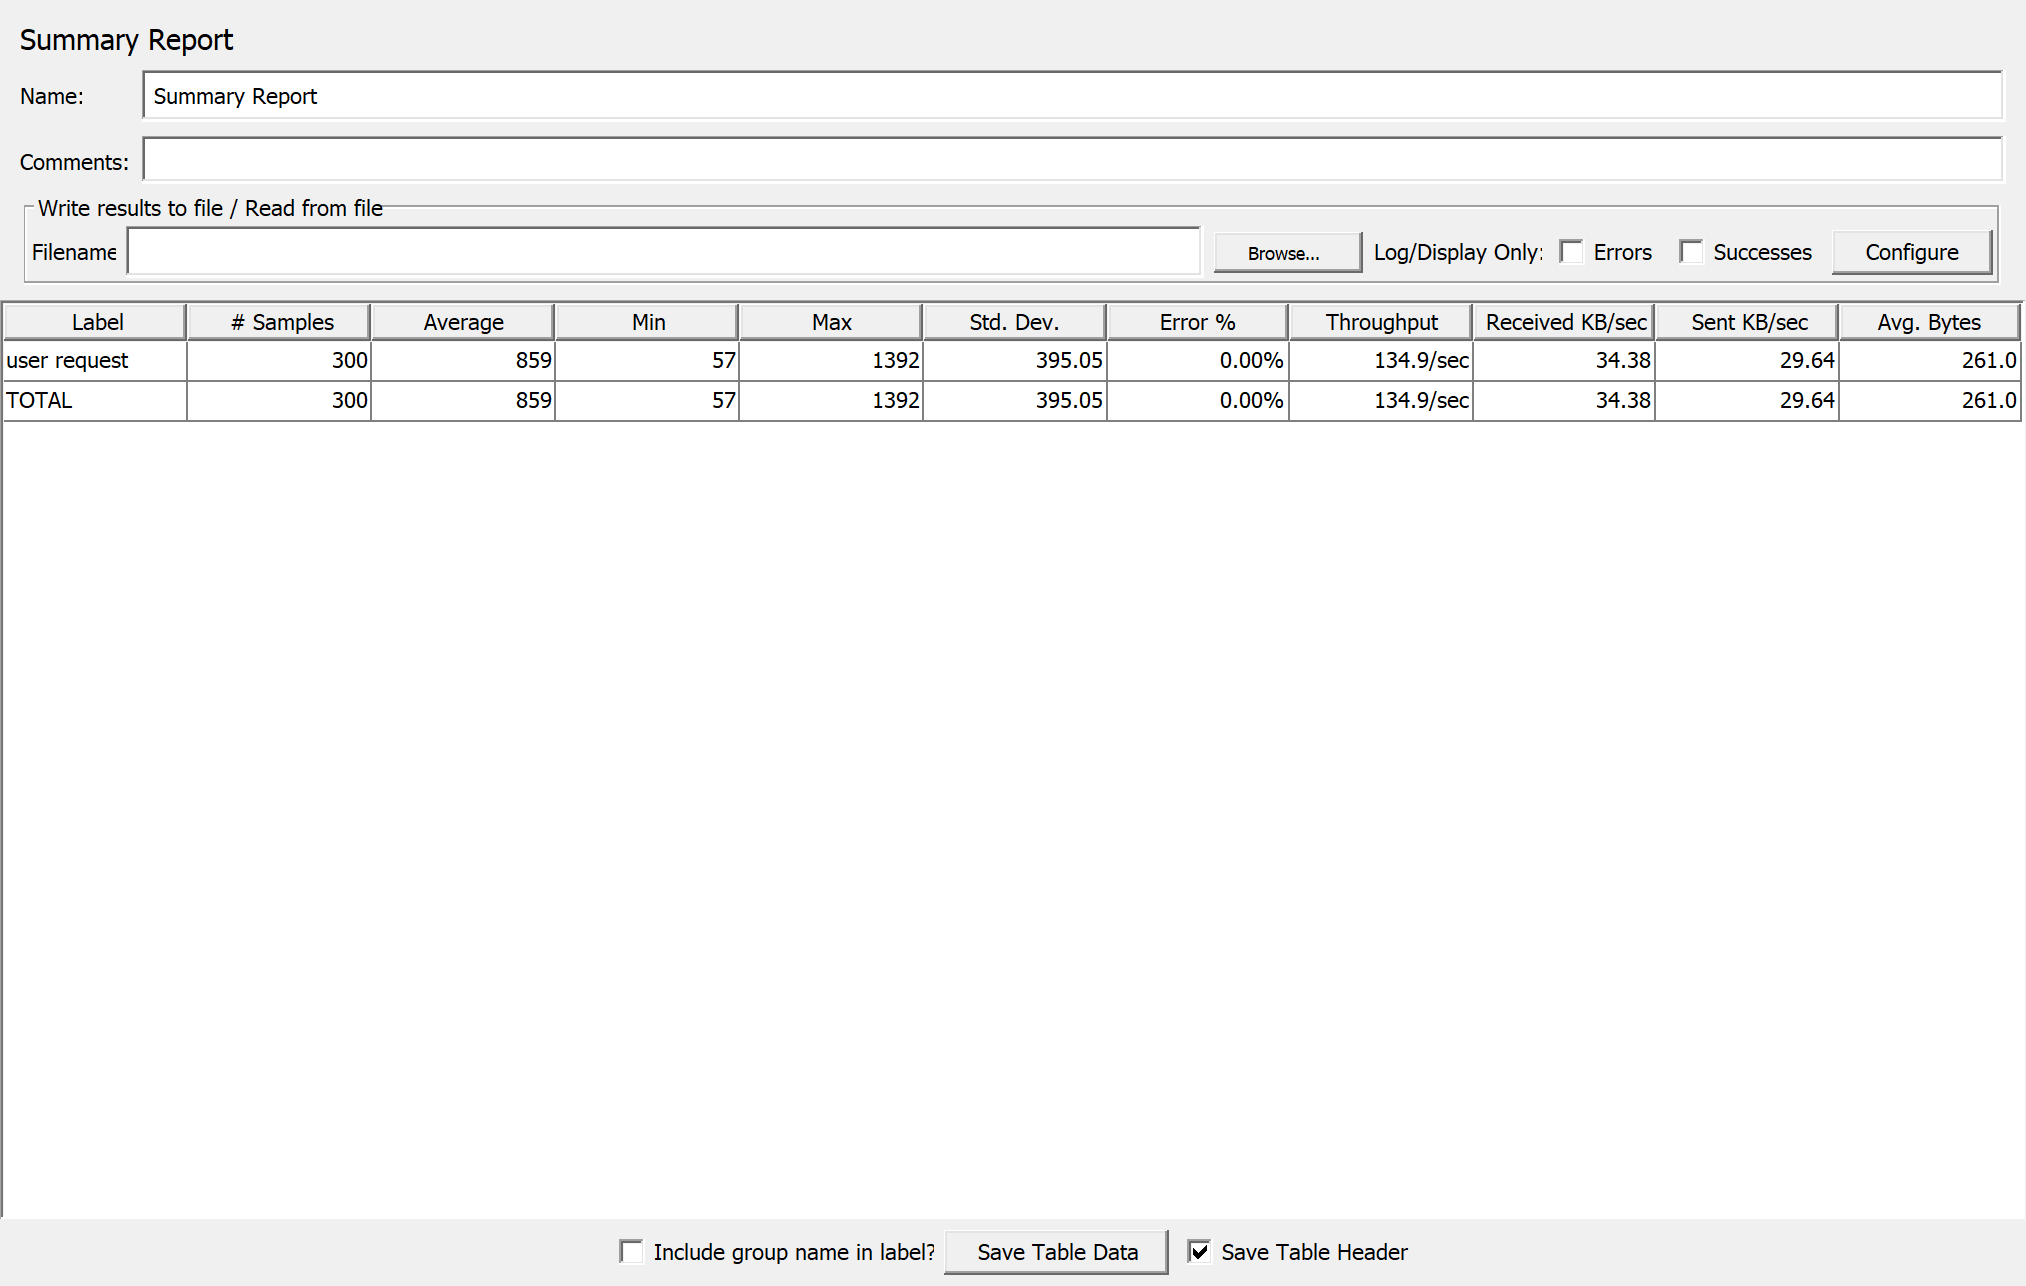 Summary Report
Name: Summary Report
Comments:
Write results to file / Read from file
Filename Browse... Log/Display Only: Errors Successes Configure
Label # Samples Average Min Max Std. Dev. Error % Throughput Received KB/sec Sent KB/sec Avg. Bytes
user request 300 859 57 1392 395.05 0.00% 134.9/sec 34.38 29.64 261.0
TOTAL 300 859 57 1392 395.05 0.00% 134.9/sec 34.38 29.64 261.0
Include group name in label? Save Table Data Save Table Header